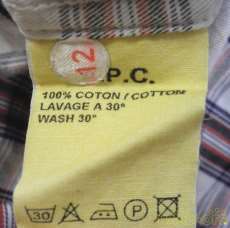 12
.P.C.
100% COTON / COTTON
LAVAGE A 30°
WASH 30°
30